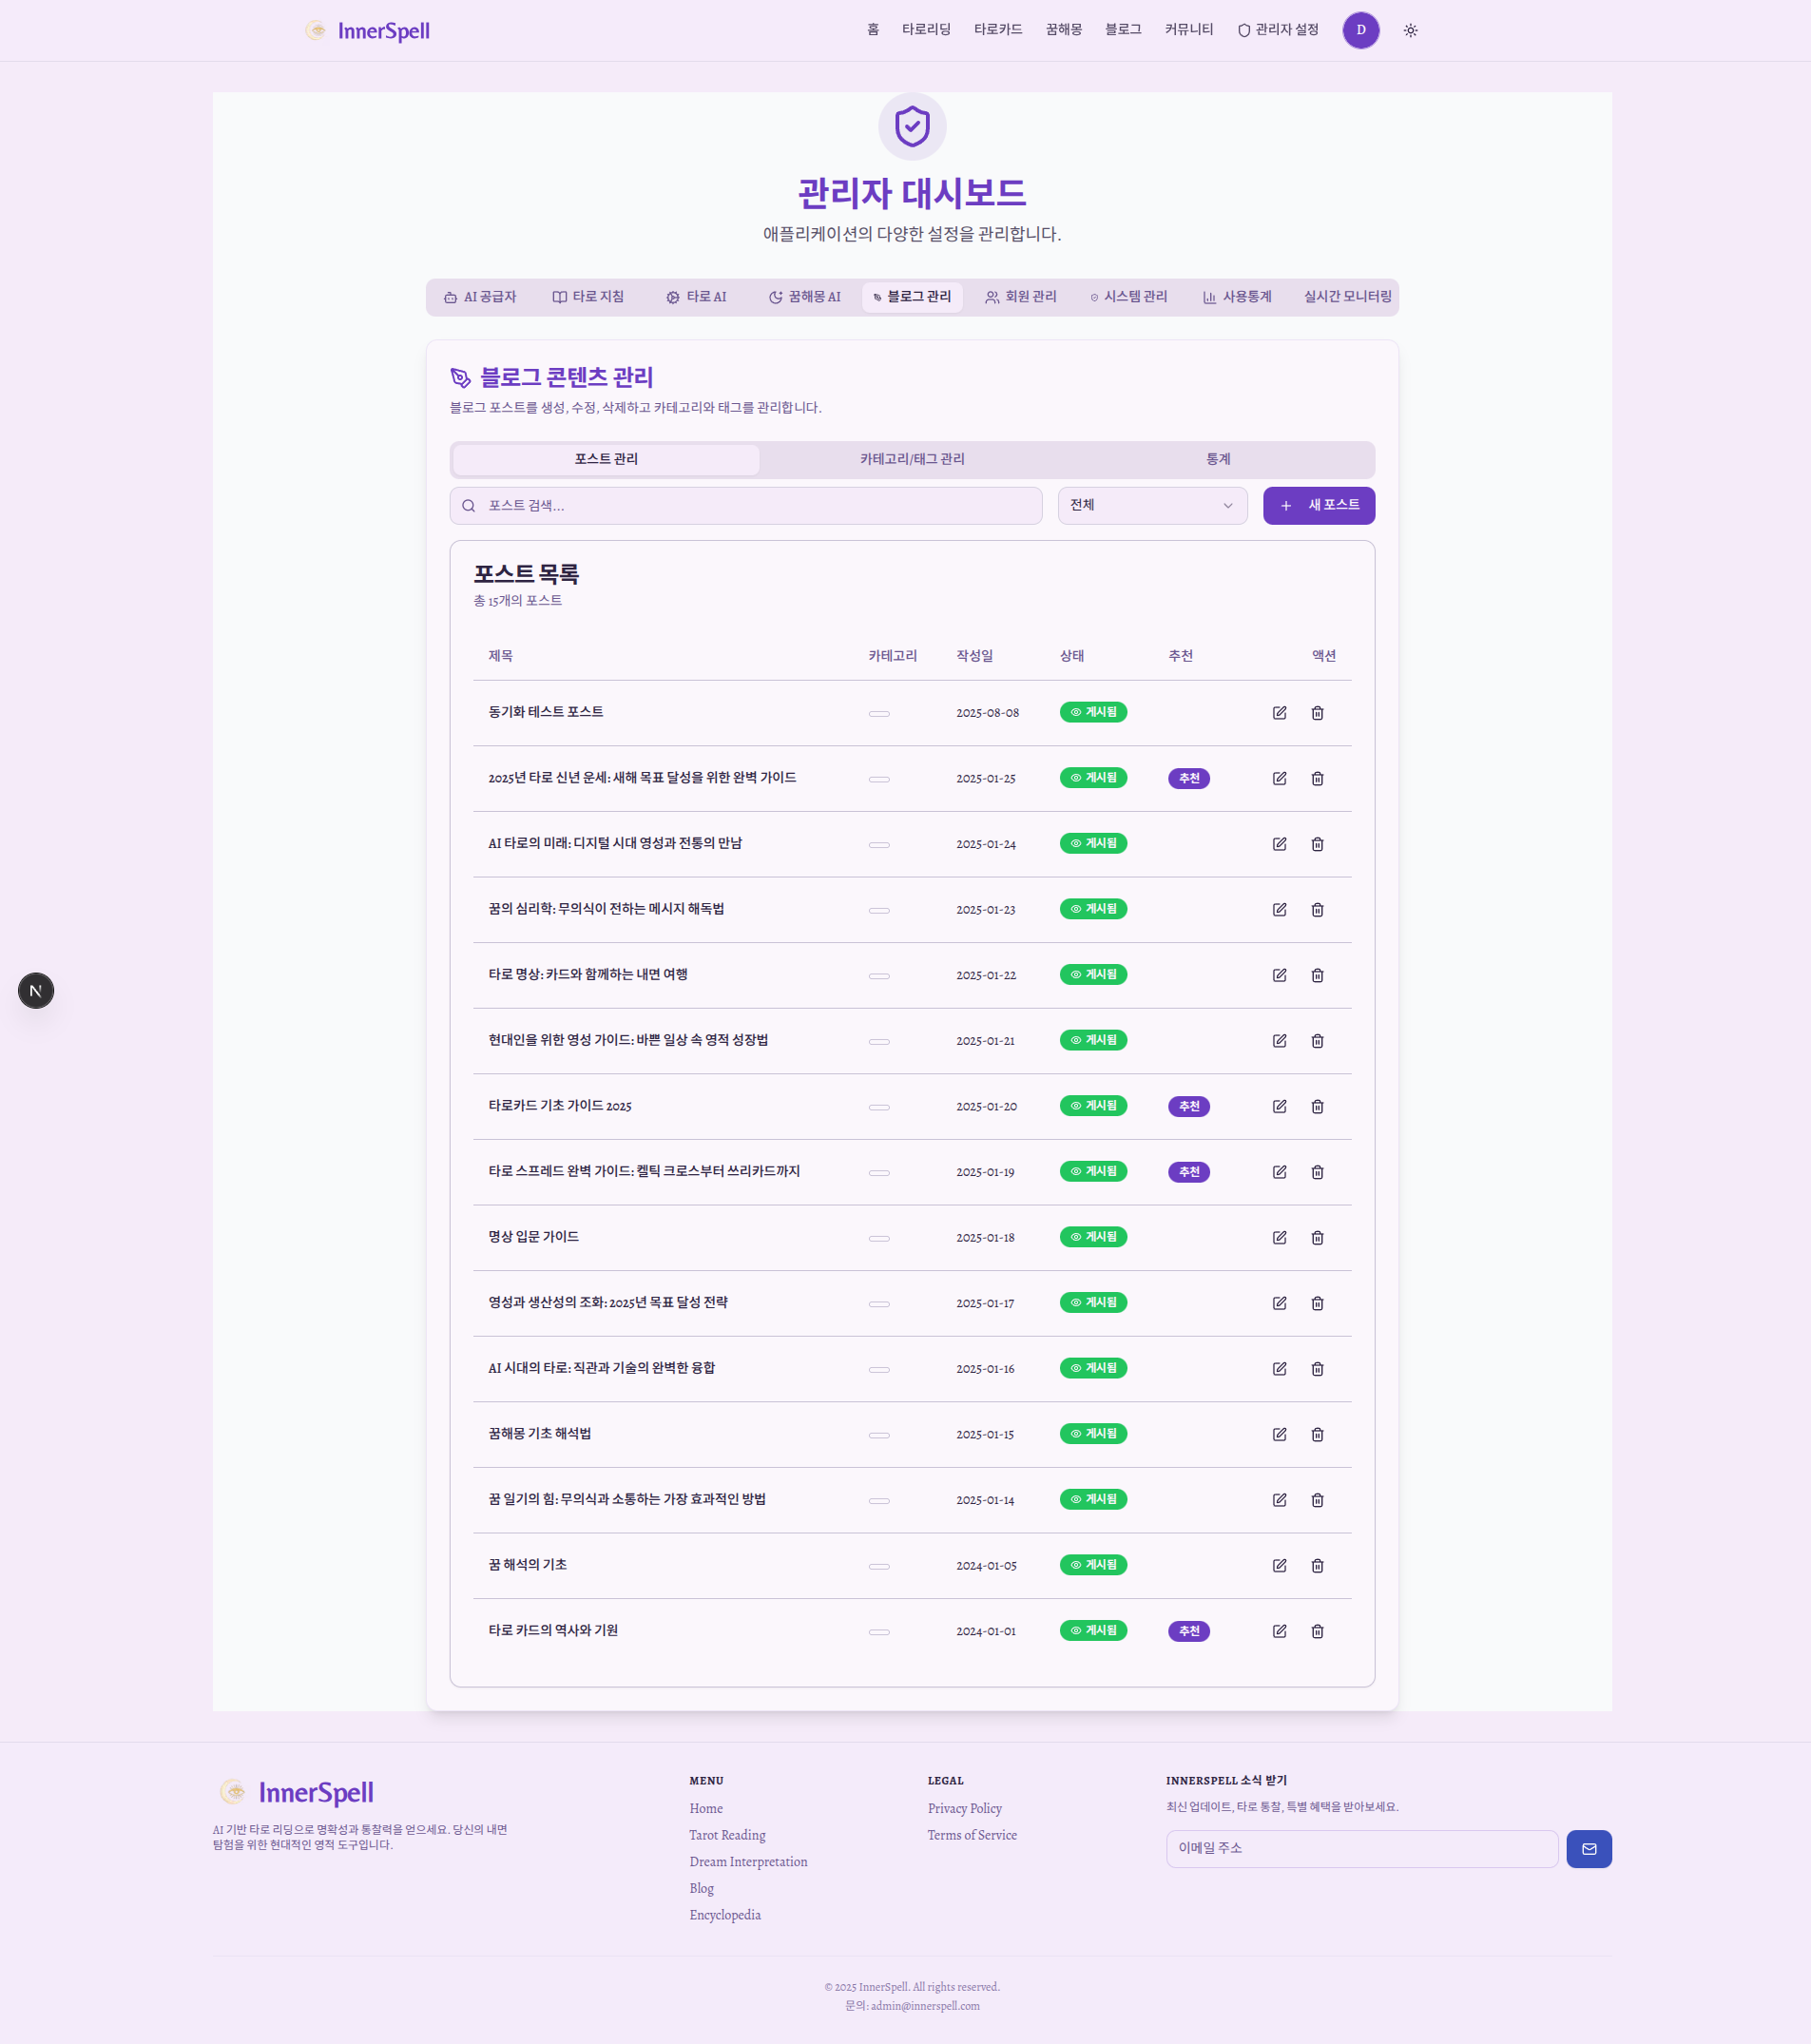 InnerSpell
홈 타로리딩 타로카드 꿈해몽 블로그 커뮤니티 관리자 설정 D
관리자 대시보드
애플리케이션의 다양한 설정을 관리합니다.
AI 공급자 타로 지침 타로 AI 꿈해몽 AI 블로그 관리 회원 관리 시스템 관리 사용통계 실시간 모니터링
블로그 콘텐츠 관리
블로그 포스트를 생성, 수정, 삭제하고 카테고리와 태그를 관리합니다.
포스트 관리 카테고리/태그 관리 통계
포스트 검색... 전체 새 포스트
포스트 목록
총 15개의 포스트
제목 카테고리 작성일 상태 추천 액션
동기화 테스트 포스트 2025-08-08 게시됨
2025년 타로 신년 운세: 새해 목표 달성을 위한 완벽 가이드 2025-01-25 게시됨 추천
AI 타로의 미래: 디지털 시대 영성과 전통의 만남 2025-01-24 게시됨
꿈의 심리학: 무의식이 전하는 메시지 해독법 2025-01-23 게시됨
타로 명상: 카드와 함께하는 내면 여행 2025-01-22 게시됨
현대인을 위한 영성 가이드: 바쁜 일상 속 영적 성장법 2025-01-21 게시됨
타로카드 기초 가이드 2025 2025-01-20 게시됨 추천
타로 스프레드 완벽 가이드: 켈틱 크로스부터 쓰리카드까지 2025-01-19 게시됨 추천
명상 입문 가이드 2025-01-18 게시됨
영성과 생산성의 조화: 2025년 목표 달성 전략 2025-01-17 게시됨
AI 시대의 타로: 직관과 기술의 완벽한 융합 2025-01-16 게시됨
꿈해몽 기초 해석법 2025-01-15 게시됨
꿈 일기의 힘: 무의식과 소통하는 가장 효과적인 방법 2025-01-14 게시됨
꿈 해석의 기초 2024-01-05 게시됨
타로 카드의 역사와 기원 2024-01-01 게시됨 추천
N
InnerSpell
AI 기반 타로 리딩으로 명확성과 통찰력을 얻으세요. 당신의 내면
탐험을 위한 현대적인 영적 도구입니다.
MENU
Home
Tarot Reading
Dream Interpretation
Blog
Encyclopedia
LEGAL
Privacy Policy
Terms of Service
INNERSPELL 소식 받기
최신 업데이트, 타로 통찰, 특별 혜택을 받아보세요.
이메일 주소
© 2025 InnerSpell. All rights reserved.
문의: admin@innerspell.com